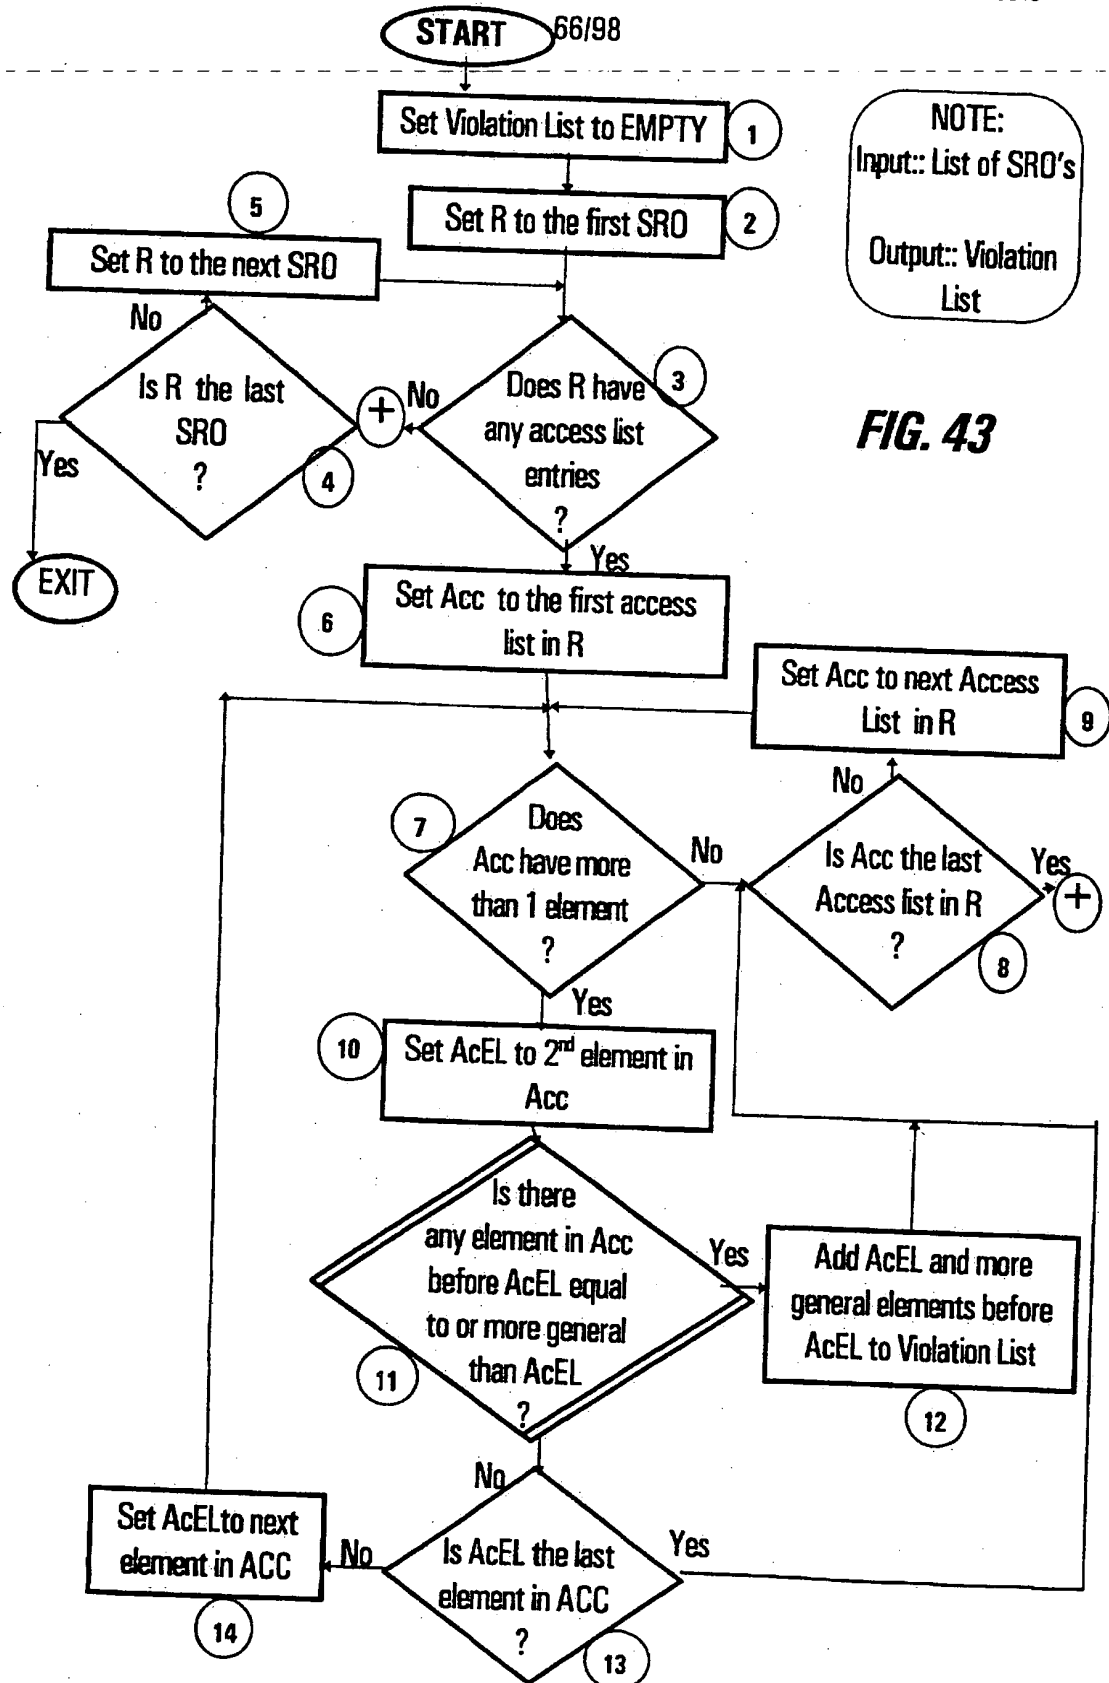 START
66/98
Set Violation List to EMPTY
1
NOTE:
Input:: List of SRO's
Output:: Violation
List
Set R to the first SRO
2
5
Set R to the next SRO
No
Is R the last
SRO
?
4
Yes
EXIT
+
No
Does R have
any access list
entries
?
3
Yes
FIG. 43
6
Set Acc to the first access
list in R
Set Acc to next Access
List in R
9
No
7
Does
Acc have more
than 1 element
?
No
Is Acc the last
Access list in R
?
8
Yes
+
Yes
10
Set AcEL to 2nd element in
Acc
Is there
any element in Acc
before AcEL equal
to or more general
than AcEL
?
11
Yes
Add AcEL and more
general elements before
AcEL to Violation List
12
No
Set AcELto next
element in ACC
14
No
Is AcEL the last
element in ACC
?
13
Yes